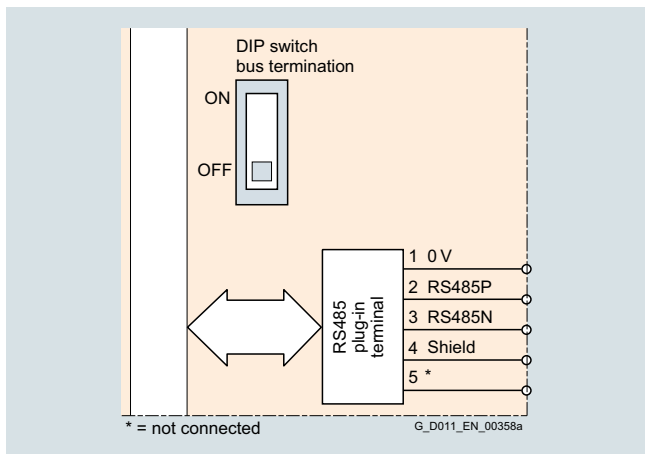 DIP switch
bus termination
ON
OFF
RS485
plug-in
terminal
1 0 V
2 RS485P
3 RS485N
4 Shield
5 *
* = not connected
G_D011_EN_00358a